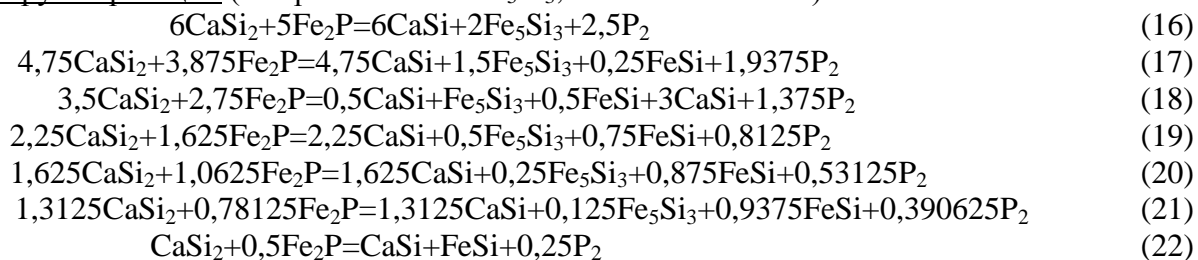 6CaSi₂+5Fe₂P=6CaSi+2Fe₅Si₃+2,5P₂ (16)
4,75CaSi₂+3,875Fe₂P=4,75CaSi+1,5Fe₅Si₃+0,25FeSi+1,9375P₂ (17)
3,5CaSi₂+2,75Fe₂P=0,5CaSi+Fe₅Si₃+0,5FeSi+3CaSi+1,375P₂ (18)
2,25CaSi₂+1,625Fe₂P=2,25CaSi+0,5Fe₅Si₃+0,75FeSi+0,8125P₂ (19)
1,625CaSi₂+1,0625Fe₂P=1,625CaSi+0,25Fe₅Si₃+0,875FeSi+0,53125P₂ (20)
1,3125CaSi₂+0,78125Fe₂P=1,3125CaSi+0,125Fe₅Si₃+0,9375FeSi+0,390625P₂ (21)
CaSi₂+0,5Fe₂P=CaSi+FeSi+0,25P₂ (22)